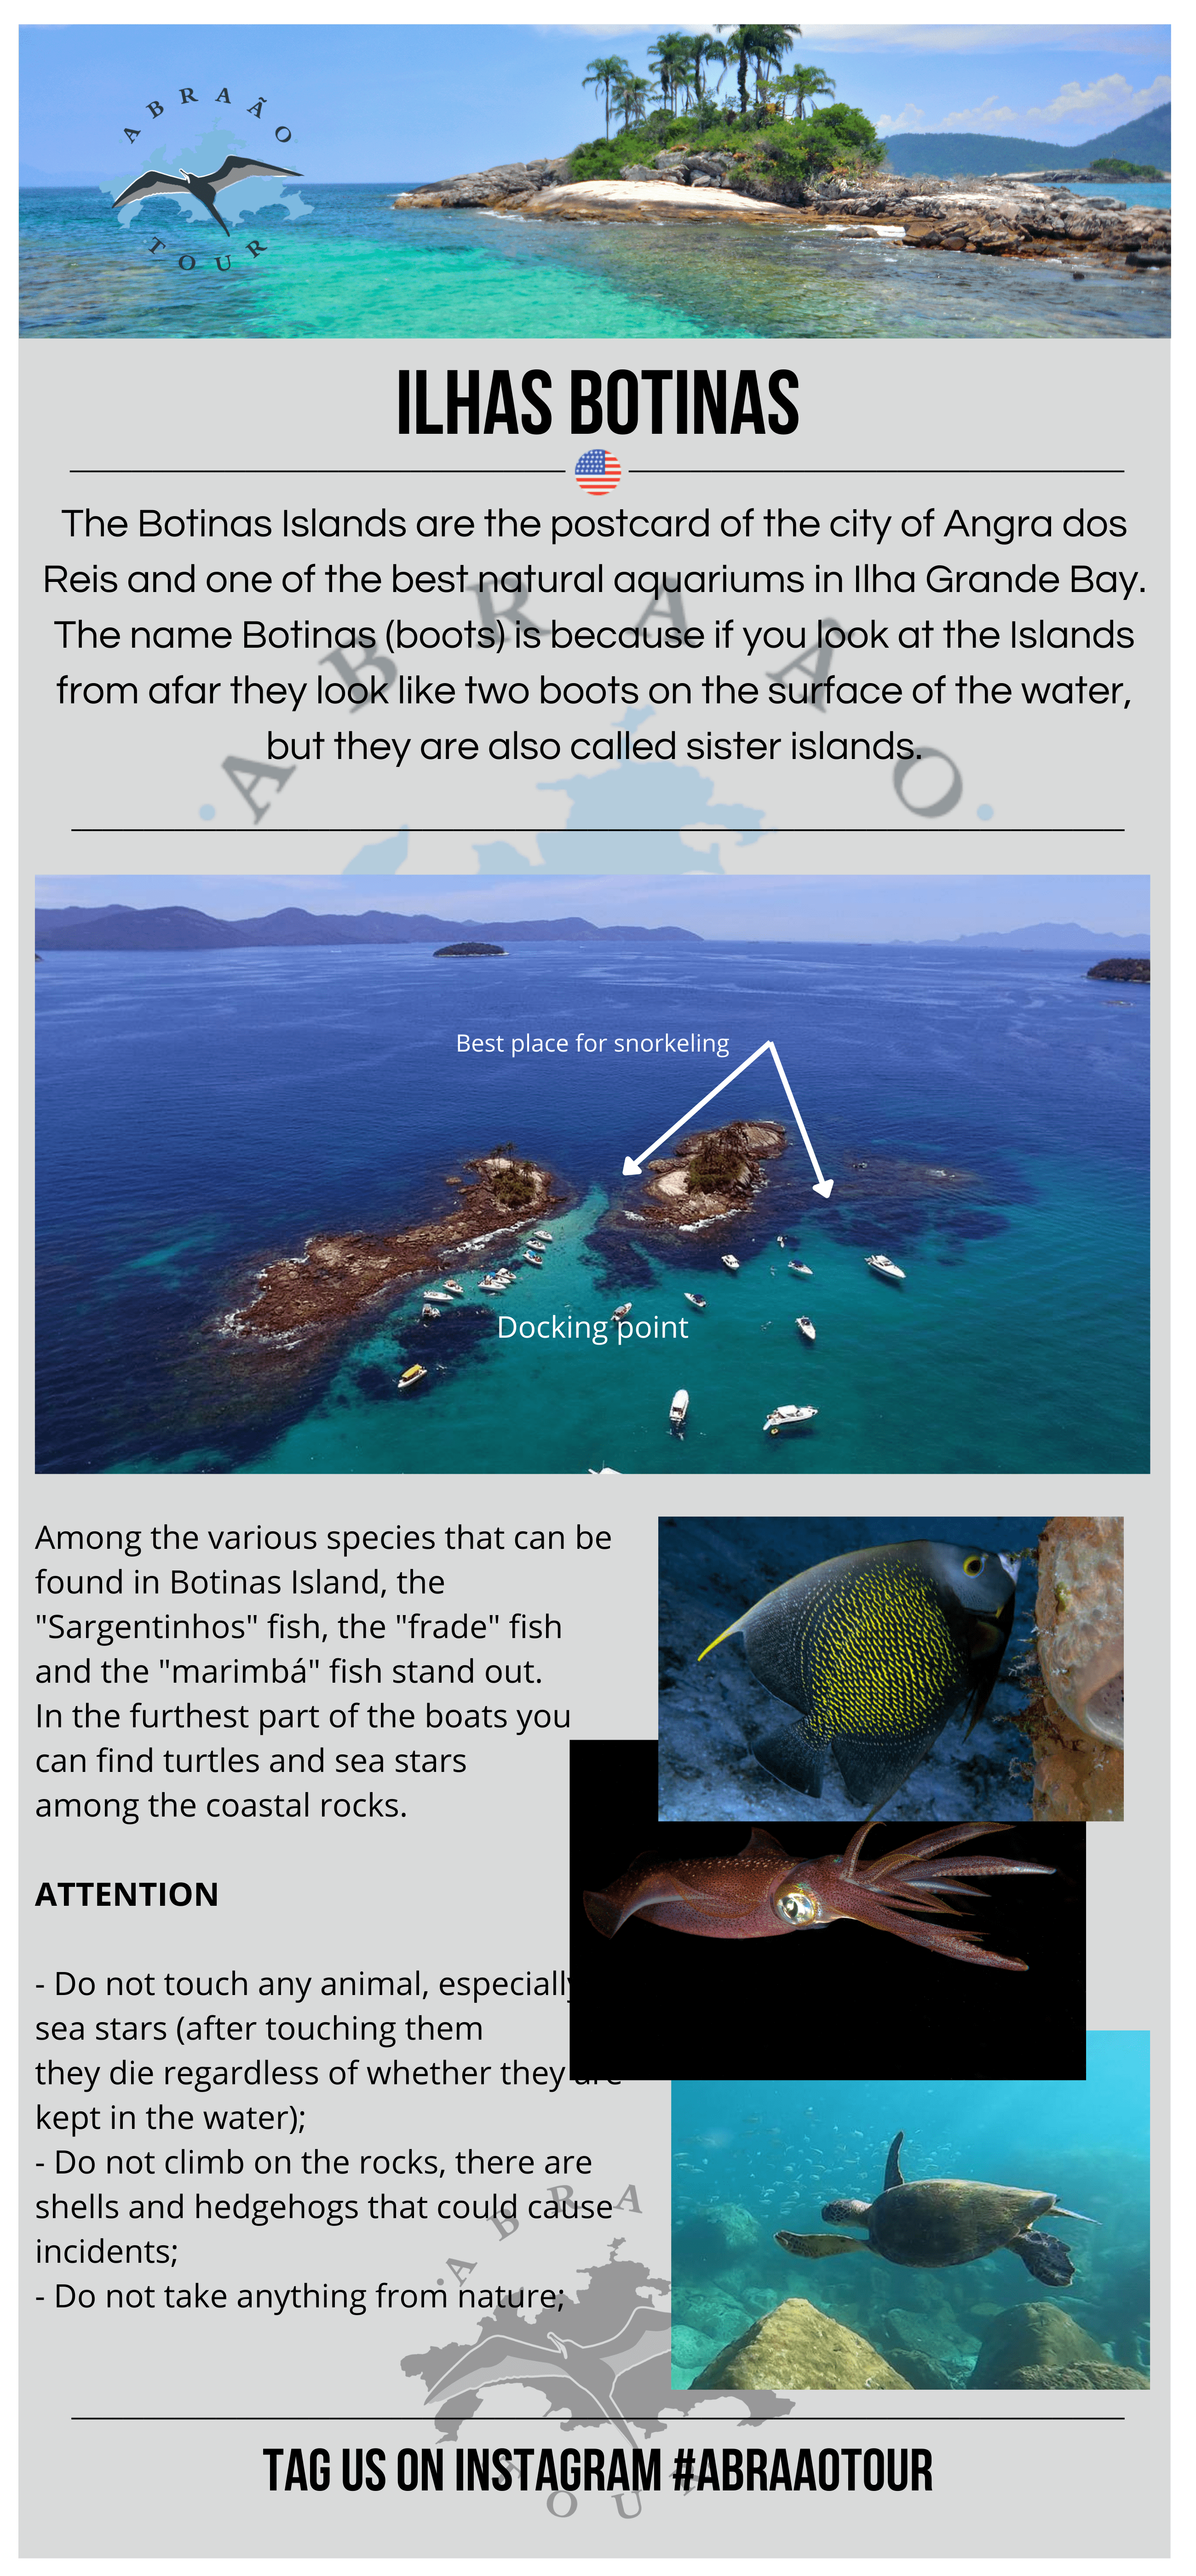 ABRAÃO
TOUR
ILHAS BOTINAS
The Botinas Islands are the postcard of the city of Angra dos
Reis and one of the best natural aquariums in Ilha Grande Bay.
The name Botinas (boots) is because if you look at the Islands
from afar they look like two boots on the surface of the water,
but they are also called sister islands.
ABRAÃO
Best place for snorkeling
Docking point
Among the various species that can be
found in Botinas Island, the
"Sargentinhos" fish, the "frade" fish
and the "marimbá" fish stand out.
In the furthest part of the boats you
can find turtles and sea stars
among the coastal rocks.
ATTENTION
- Do not touch any animal, especially
sea stars (after touching them
they die regardless of whether they are
kept in the water);
- Do not climb on the rocks, there are
shells and hedgehogs that could cause
incidents;
- Do not take anything from nature;
ABRA
TOUR
TAG US ON INSTAGRAM #ABRAAOTOUR